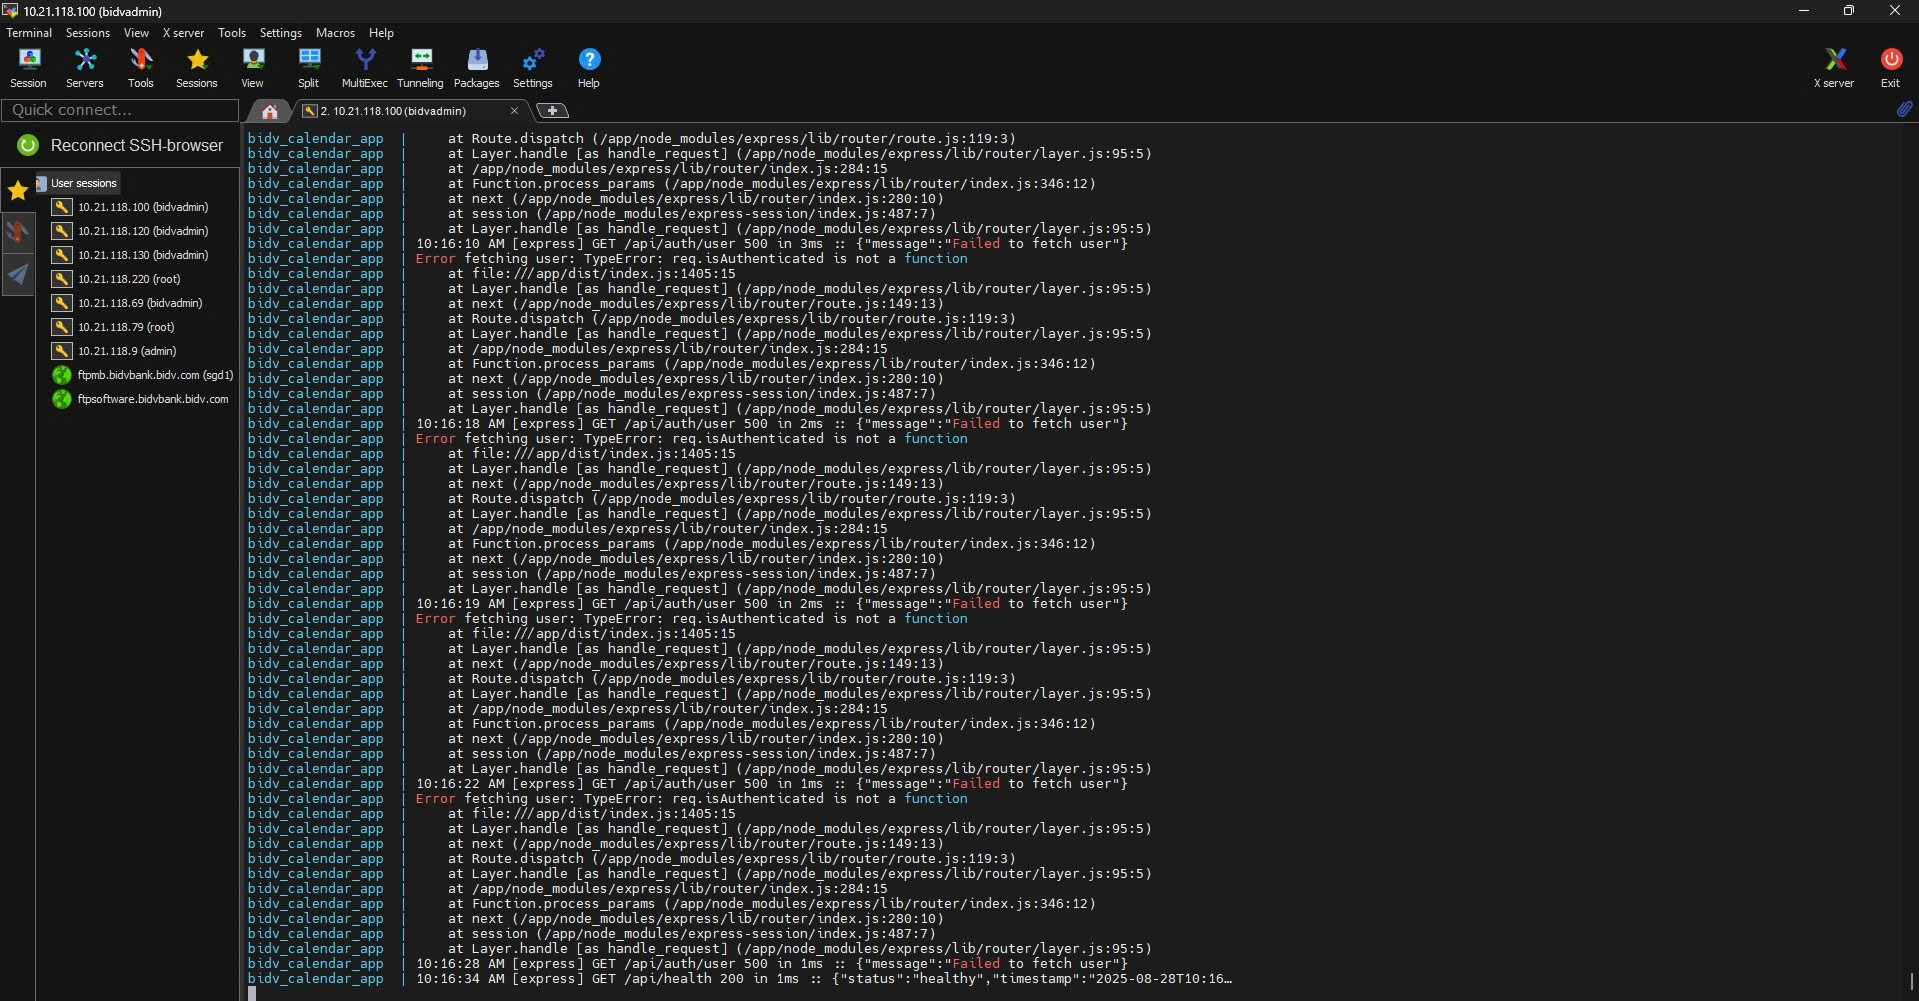 10.21.118.100 (bidvadmin)
Terminal Sessions View X server Tools Settings Macros Help
Session Servers Tools Sessions View Split MultiExec Tunneling Packages Settings Help X server Exit
Quick connect...
2. 10.21.118.100 (bidvadmin)
Reconnect SSH-browser
User sessions
10.21.118.100 (bidvadmin)
10.21.118.120 (bidvadmin)
10.21.118.130 (bidvadmin)
10.21.118.220 (root)
10.21.118.69 (bidvadmin)
10.21.118.79 (root)
10.21.118.9 (admin)
ftpmb.bidvbank.bidv.com (sgd1)
ftpsoftware.bidvbank.bidv.com
bidv_calendar_app | at Route.dispatch (/app/node_modules/express/lib/router/route.js:119:3)
bidv_calendar_app | at Layer.handle [as handle_request] (/app/node_modules/express/lib/router/layer.js:95:5)
bidv_calendar_app | at /app/node_modules/express/lib/router/index.js:284:15
bidv_calendar_app | at Function.process_params (/app/node_modules/express/lib/router/index.js:346:12)
bidv_calendar_app | at next (/app/node_modules/express/lib/router/index.js:280:10)
bidv_calendar_app | at session (/app/node_modules/express-session/index.js:487:7)
bidv_calendar_app | at Layer.handle [as handle_request] (/app/node_modules/express/lib/router/layer.js:95:5)
bidv_calendar_app | 10:16:10 AM [express] GET /api/auth/user 500 in 3ms :: {"message":"Failed to fetch user"}
bidv_calendar_app | Error fetching user: TypeError: req.isAuthenticated is not a function
bidv_calendar_app | at file:///app/dist/index.js:1405:15
bidv_calendar_app | at Layer.handle [as handle_request] (/app/node_modules/express/lib/router/layer.js:95:5)
bidv_calendar_app | at next (/app/node_modules/express/lib/router/route.js:149:13)
bidv_calendar_app | at Route.dispatch (/app/node_modules/express/lib/router/route.js:119:3)
bidv_calendar_app | at Layer.handle [as handle_request] (/app/node_modules/express/lib/router/layer.js:95:5)
bidv_calendar_app | at /app/node_modules/express/lib/router/index.js:284:15
bidv_calendar_app | at Function.process_params (/app/node_modules/express/lib/router/index.js:346:12)
bidv_calendar_app | at next (/app/node_modules/express/lib/router/index.js:280:10)
bidv_calendar_app | at session (/app/node_modules/express-session/index.js:487:7)
bidv_calendar_app | at Layer.handle [as handle_request] (/app/node_modules/express/lib/router/layer.js:95:5)
bidv_calendar_app | 10:16:18 AM [express] GET /api/auth/user 500 in 2ms :: {"message":"Failed to fetch user"}
bidv_calendar_app | Error fetching user: TypeError: req.isAuthenticated is not a function
bidv_calendar_app | at file:///app/dist/index.js:1405:15
bidv_calendar_app | at Layer.handle [as handle_request] (/app/node_modules/express/lib/router/layer.js:95:5)
bidv_calendar_app | at next (/app/node_modules/express/lib/router/route.js:149:13)
bidv_calendar_app | at Route.dispatch (/app/node_modules/express/lib/router/route.js:119:3)
bidv_calendar_app | at Layer.handle [as handle_request] (/app/node_modules/express/lib/router/layer.js:95:5)
bidv_calendar_app | at /app/node_modules/express/lib/router/index.js:284:15
bidv_calendar_app | at Function.process_params (/app/node_modules/express/lib/router/index.js:346:12)
bidv_calendar_app | at next (/app/node_modules/express/lib/router/index.js:280:10)
bidv_calendar_app | at session (/app/node_modules/express-session/index.js:487:7)
bidv_calendar_app | at Layer.handle [as handle_request] (/app/node_modules/express/lib/router/layer.js:95:5)
bidv_calendar_app | 10:16:19 AM [express] GET /api/auth/user 500 in 2ms :: {"message":"Failed to fetch user"}
bidv_calendar_app | Error fetching user: TypeError: req.isAuthenticated is not a function
bidv_calendar_app | at file:///app/dist/index.js:1405:15
bidv_calendar_app | at Layer.handle [as handle_request] (/app/node_modules/express/lib/router/layer.js:95:5)
bidv_calendar_app | at next (/app/node_modules/express/lib/router/route.js:149:13)
bidv_calendar_app | at Route.dispatch (/app/node_modules/express/lib/router/route.js:119:3)
bidv_calendar_app | at Layer.handle [as handle_request] (/app/node_modules/express/lib/router/layer.js:95:5)
bidv_calendar_app | at /app/node_modules/express/lib/router/index.js:284:15
bidv_calendar_app | at Function.process_params (/app/node_modules/express/lib/router/index.js:346:12)
bidv_calendar_app | at next (/app/node_modules/express/lib/router/index.js:280:10)
bidv_calendar_app | at session (/app/node_modules/express-session/index.js:487:7)
bidv_calendar_app | at Layer.handle [as handle_request] (/app/node_modules/express/lib/router/layer.js:95:5)
bidv_calendar_app | 10:16:22 AM [express] GET /api/auth/user 500 in 1ms :: {"message":"Failed to fetch user"}
bidv_calendar_app | Error fetching user: TypeError: req.isAuthenticated is not a function
bidv_calendar_app | at file:///app/dist/index.js:1405:15
bidv_calendar_app | at Layer.handle [as handle_request] (/app/node_modules/express/lib/router/layer.js:95:5)
bidv_calendar_app | at next (/app/node_modules/express/lib/router/route.js:149:13)
bidv_calendar_app | at Route.dispatch (/app/node_modules/express/lib/router/route.js:119:3)
bidv_calendar_app | at Layer.handle [as handle_request] (/app/node_modules/express/lib/router/layer.js:95:5)
bidv_calendar_app | at /app/node_modules/express/lib/router/index.js:284:15
bidv_calendar_app | at Function.process_params (/app/node_modules/express/lib/router/index.js:346:12)
bidv_calendar_app | at next (/app/node_modules/express/lib/router/index.js:280:10)
bidv_calendar_app | at session (/app/node_modules/express-session/index.js:487:7)
bidv_calendar_app | at Layer.handle [as handle_request] (/app/node_modules/express/lib/router/layer.js:95:5)
bidv_calendar_app | 10:16:28 AM [express] GET /api/auth/user 500 in 1ms :: {"message":"Failed to fetch user"}
bidv_calendar_app | 10:16:34 AM [express] GET /api/health 200 in 1ms :: {"status":"healthy","timestamp":"2025-08-28T10:16…